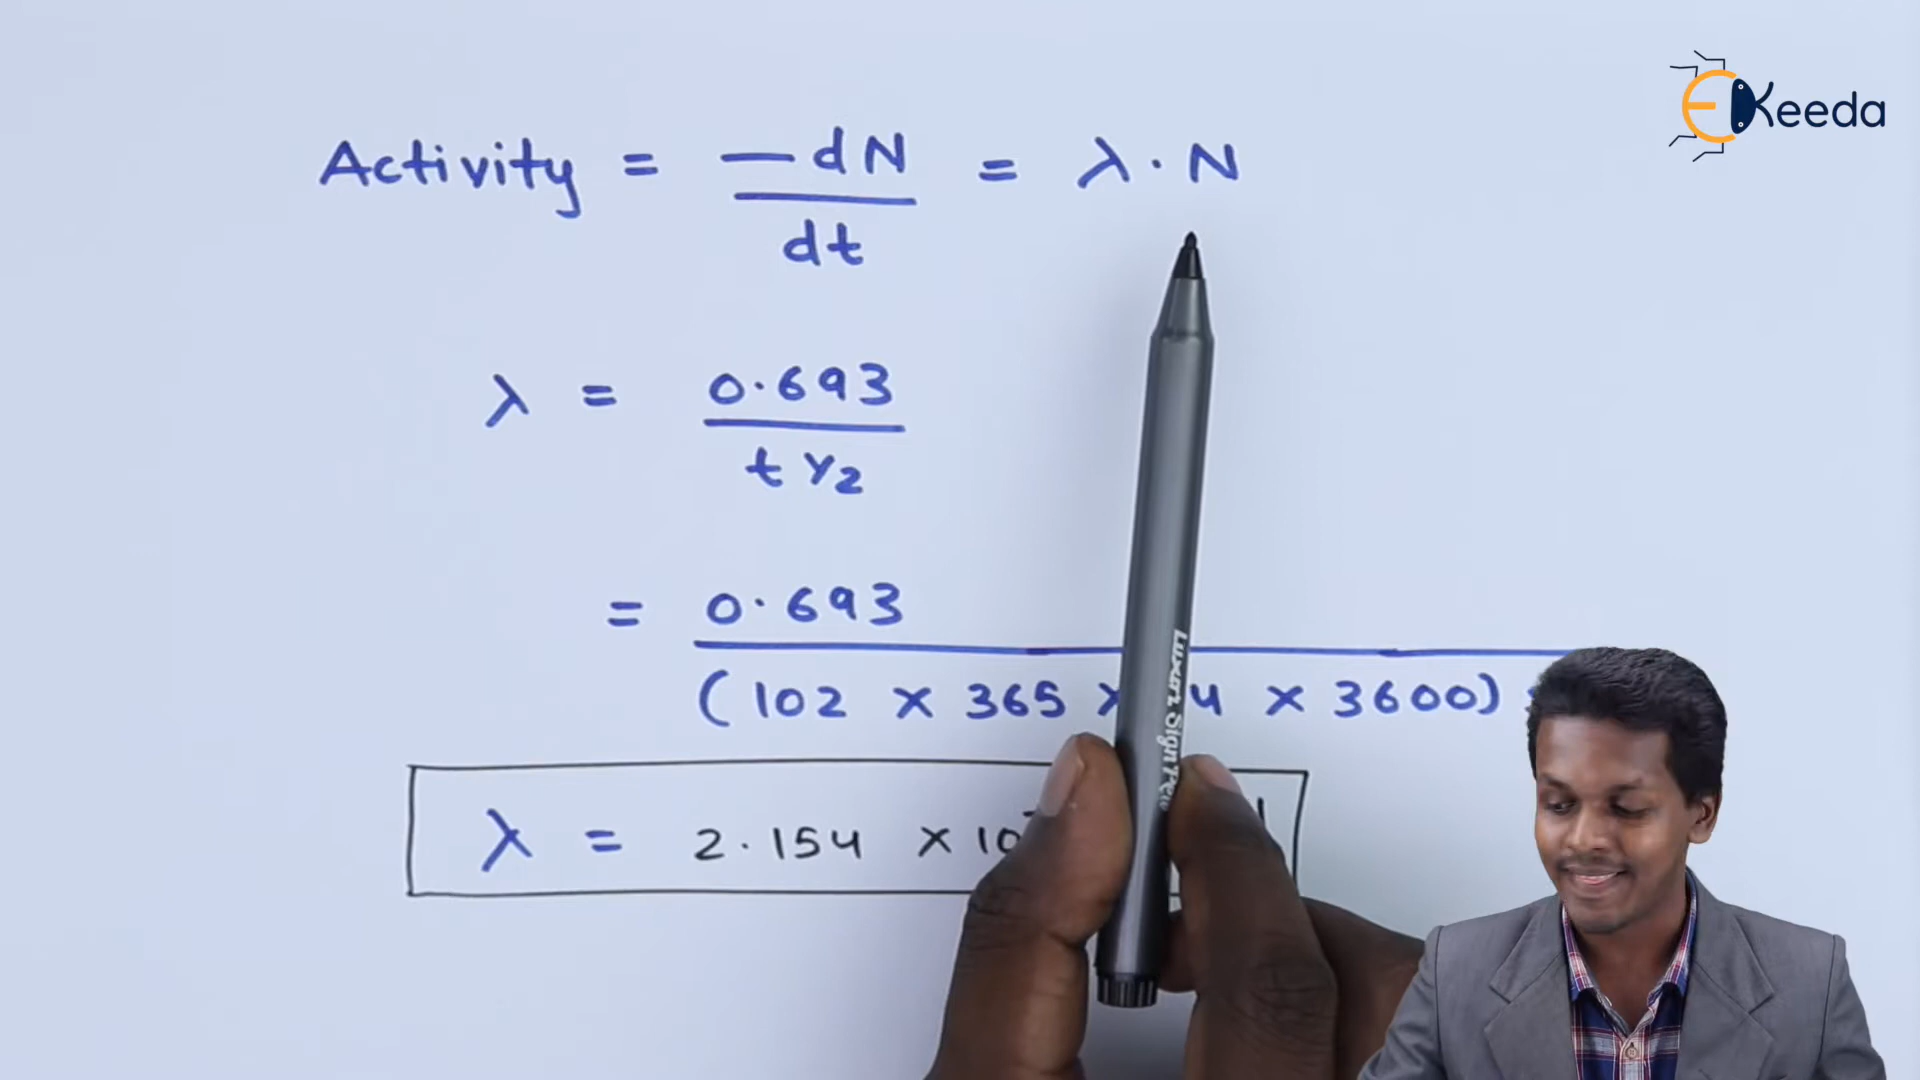 EKeeda
Activity = -dN/dt = λ · N
λ = 0.693/t ½
= 0.693/(102 × 365 × 4 × 3600)
λ = 2.154 × 10
Luxor Sign Pen